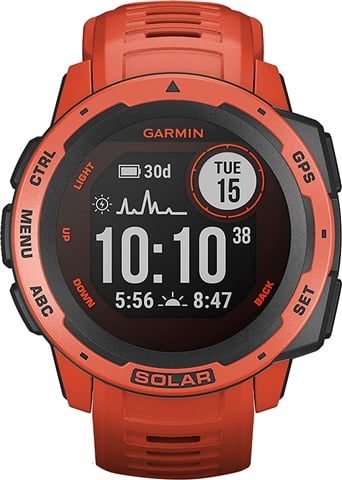 GARMIN
CTRL
LIGHT
GPS
30d
TUE
15
MENU
UP
10:10 38
ABC
DOWN
5:56 8:47
BACK
SET
SOLAR